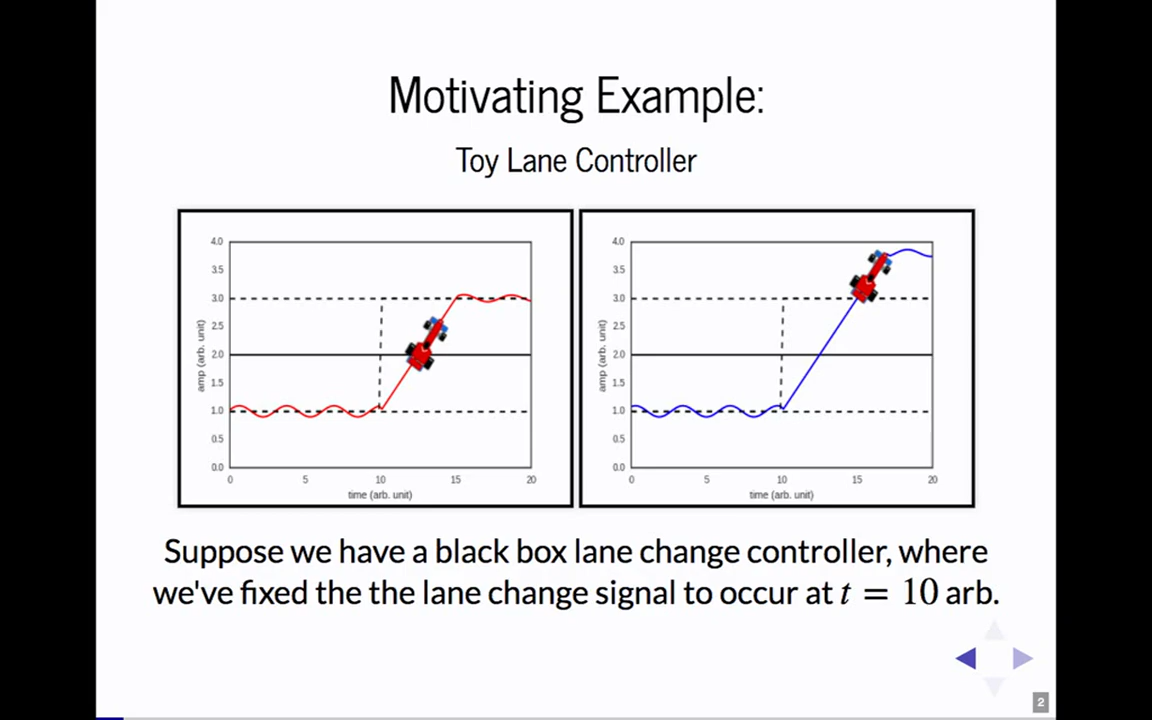 Motivating Example:
Toy Lane Controller
4.0
3.5
3.0
2.5
2.0
1.5
1.0
0.5
0.0
amp (arb. unit)
0 5 10 15 20
time (arb. unit)
4.0
3.5
3.0
2.5
2.0
1.5
1.0
0.5
0.0
amp (arb. unit)
0 5 10 15 20
time (arb. unit)
Suppose we have a black box lane change controller, where
we've fixed the the lane change signal to occur at t = 10 arb.
2